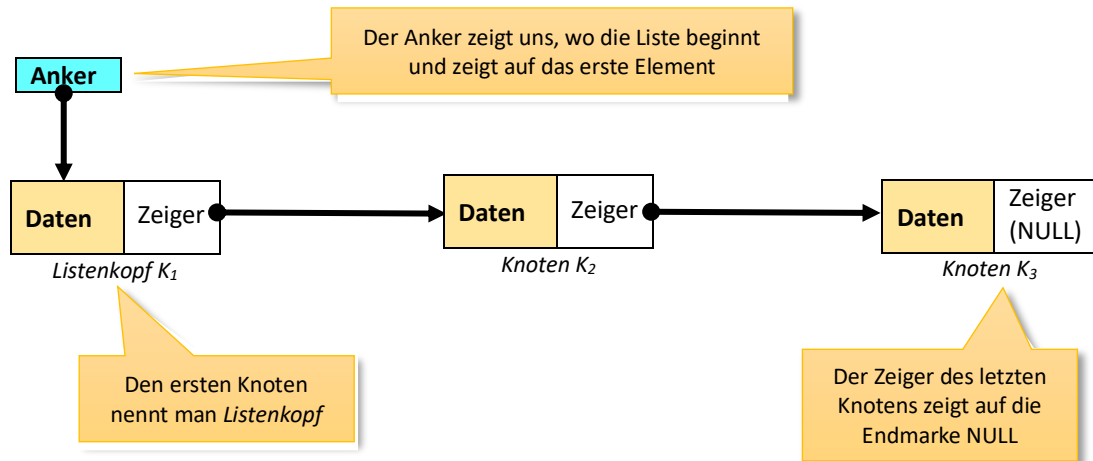 Der Anker zeigt uns, wo die Liste beginnt
und zeigt auf das erste Element
Anker
Daten
Zeiger
Daten
Zeiger
Daten
Zeiger
(NULL)
Listenkopf K₁
Knoten K₂
Knoten K₃
Den ersten Knoten
nennt man Listenkopf
Der Zeiger des letzten
Knotens zeigt auf die
Endmarke NULL